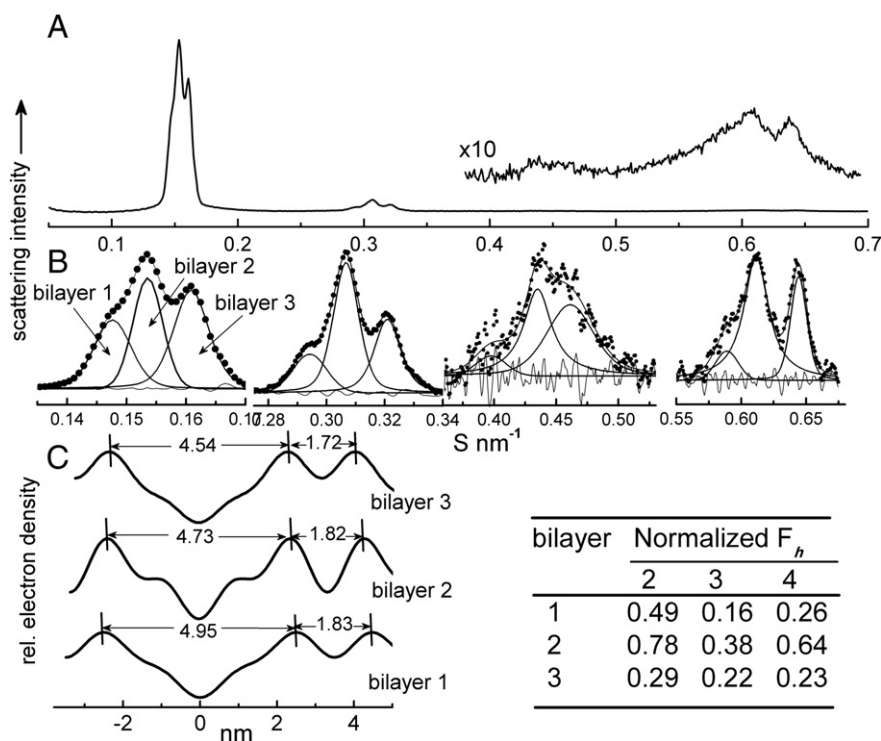 A
scattering intensity
x10
0.1 0.2 0.3 0.4 0.5 0.6 0.7
B
bilayer 1
bilayer 2
bilayer 3
0.14 0.15 0.16 0.17
0.28 0.30 0.32 0.34
0.40 0.45 0.50
0.55 0.60 0.65
S nm-1
C
rel. electron density
4.54 1.72
bilayer 3
4.73 1.82
bilayer 2
4.95 1.83
bilayer 1
-2 0 2 4
nm
bilayer Normalized Fh
2 3 4
1 0.49 0.16 0.26
2 0.78 0.38 0.64
3 0.29 0.22 0.23